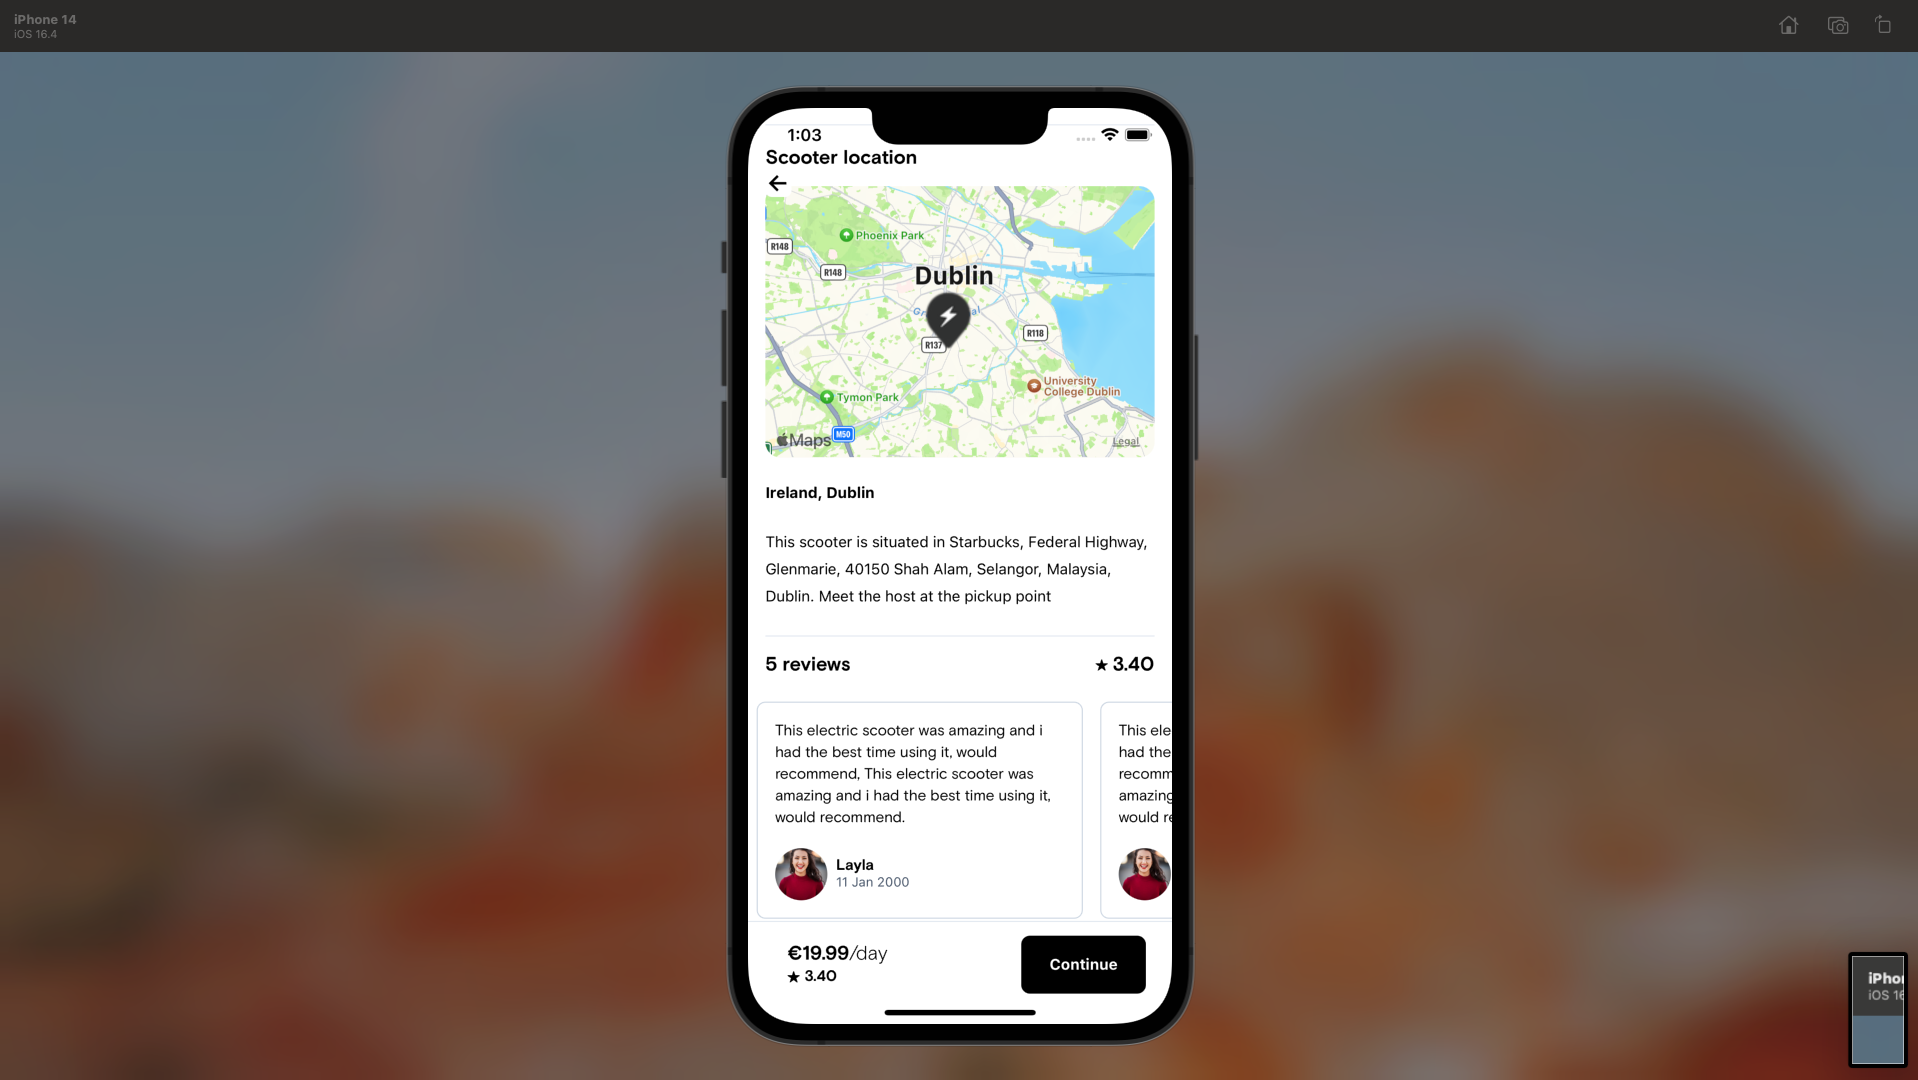 iPhone 14
iOS 16.4
1:03
Scooter location
Phoenix Park
R148
R148
Dublin
R118
R137
University
College Dublin
Tymon Park
M50
Maps
Legal
Ireland, Dublin
This scooter is situated in Starbucks, Federal Highway,
Glenmarie, 40150 Shah Alam, Selangor, Malaysia,
Dublin. Meet the host at the pickup point
5 reviews
★ 3.40
This electric scooter was amazing and i
had the best time using it, would
recommend, This electric scooter was
amazing and i had the best time using it,
would recommend.
Layla
11 Jan 2000
This ele
had the
recomm
amazing
would re
€19.99/day
★ 3.40
Continue
iPho
iOS 16